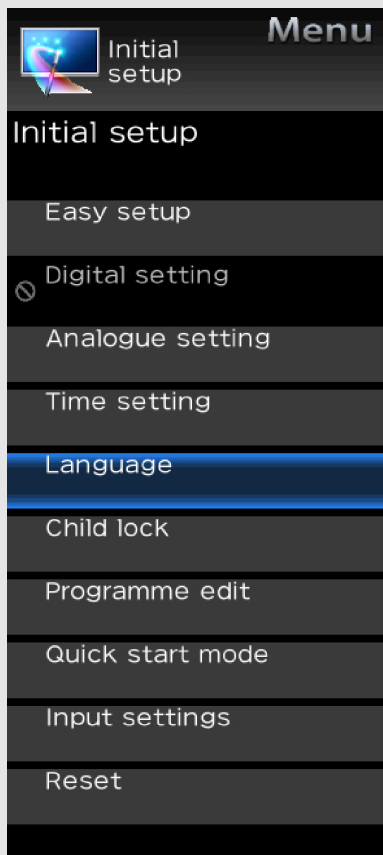 Menu
Initial
setup
Initial setup
Easy setup
Digital setting
Analogue setting
Time setting
Language
Child lock
Programme edit
Quick start mode
Input settings
Reset